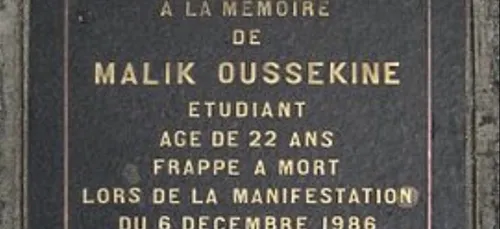 A LA MEMOIRE
DE
MALIK OUSSEKINE
ETUDIANT
AGE DE 22 ANS
FRAPPE A MORT
LORS DE LA MANIFESTATION
DU 6 DECEMBRE 1986